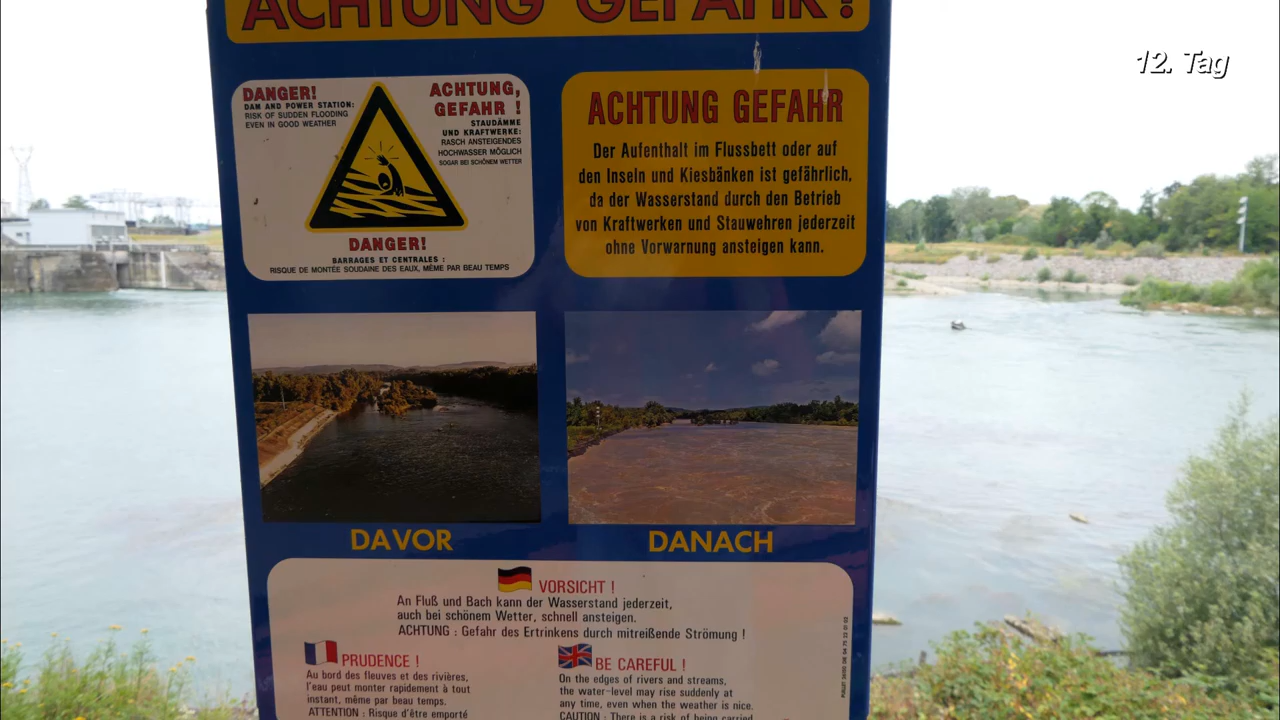 ACHTUNG GEFAHR!
12. Tag
DANGER!
DAM AND POWER STATION:
RISK OF SUDDEN FLOODING
EVEN IN GOOD WEATHER
ACHTUNG,
GEFAHR !
STAUDÄMME
UND KRAFTWERKE:
RASCH ANSTEIGENDES
HOCHWASSER MÖGLICH
SOGAR BEI SCHÖNEM WETTER
DANGER!
BARRAGES ET CENTRALES :
RISQUE DE MONTÉE SOUDAINE DES EAUX, MÊME PAR BEAU TEMPS
ACHTUNG GEFAHR
Der Aufenthalt im Flussbett oder auf
den Inseln und Kiesbänken ist gefährlich,
da der Wasserstand durch den Betrieb
von Kraftwerken und Stauwehren jederzeit
ohne Vorwarnung ansteigen kann.
DAVOR
DANACH
VORSICHT !
An Fluß und Bach kann der Wasserstand jederzeit,
auch bei schönem Wetter, schnell ansteigen.
ACHTUNG : Gefahr des Ertrinkens durch mitreißende Strömung !
PRUDENCE !
Au bord des fleuves et des rivières,
l'eau peut monter rapidement à tout
instant, même par beau temps.
ATTENTION : Risque d'être emporté
BE CAREFUL !
On the edges of rivers and streams,
the water-level may rise suddenly at
any time, even when the weather is nice.
CAUTION : There is a risk of being carried